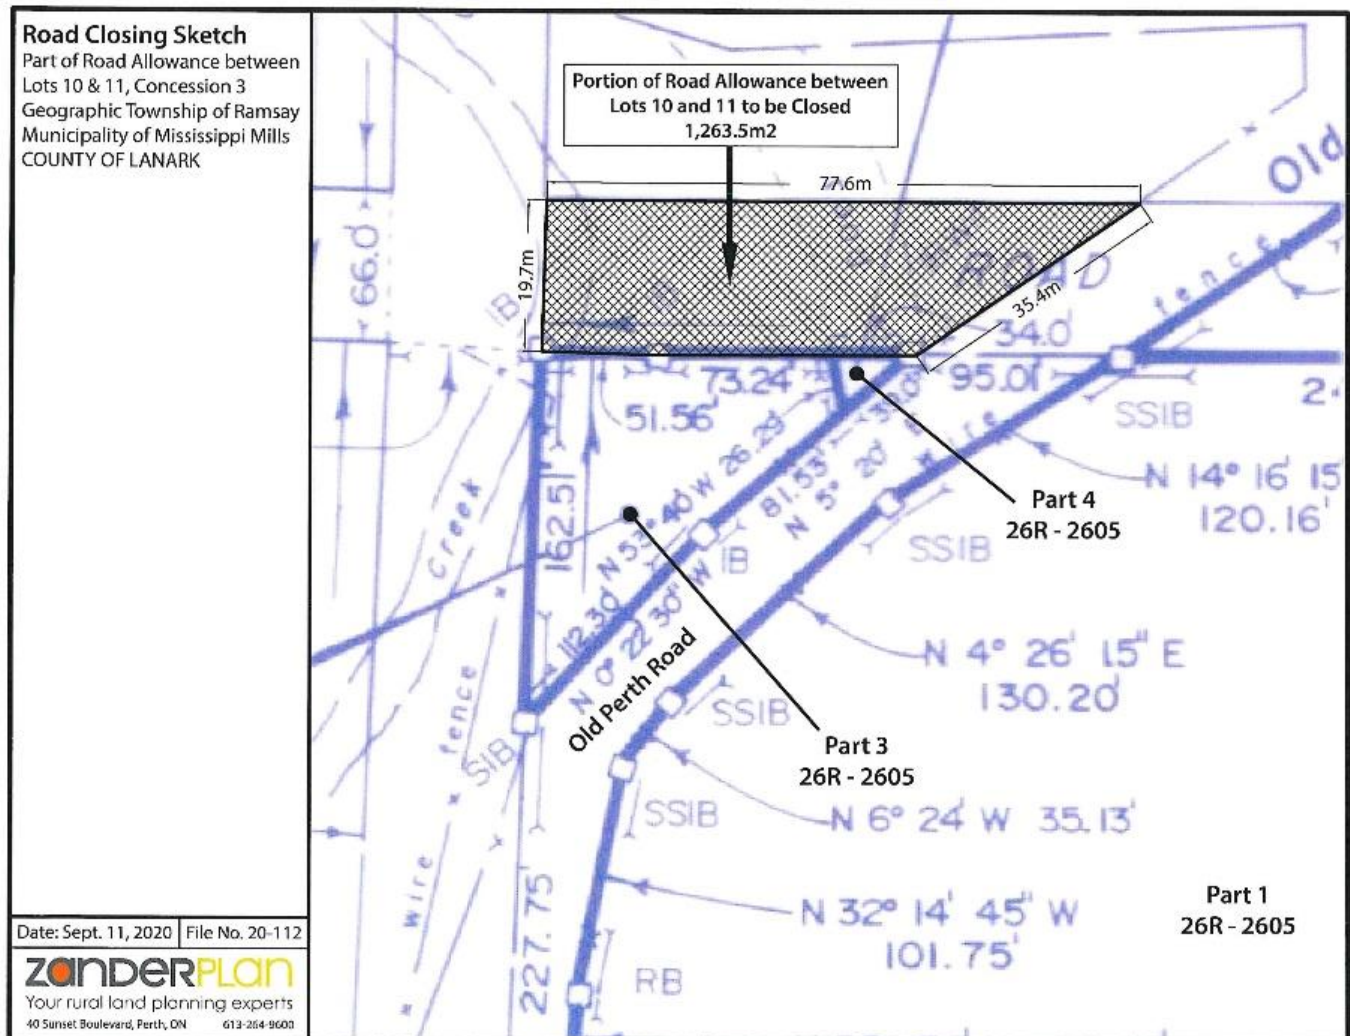 Road Closing Sketch
Part of Road Allowance between
Lots 10 & 11, Concession 3
Geographic Township of Ramsay
Municipality of Mississippi Mills
COUNTY OF LANARK
Portion of Road Allowance between
Lots 10 and 11 to be Closed
1,263.5m2
77.6m
Old
66.0'
19.7m
IB
ROAD
fence
35.4m
34.0'
73.24'
95.01'
51.56'
SSIB
N 53° 40' W 26.29'
81.53'
N 5° 20' E
39.0'
wire
N 14° 16' 15
120.16'
Part 4
26R - 2605
SSIB
Creek
162.51'
IB
112.30'
N 0° 22' 30" W
Old Perth Road
N 4° 26' 15" E
130.20'
SSIB
fence
SIB
Part 3
26R - 2605
SSIB
N 6° 24' W 35.13'
wire
227.75'
N 32° 14' 45" W
101.75'
Part 1
26R - 2605
RB
Date: Sept. 11, 2020
File No. 20-112
ZANDERPLAN
Your rural land planning experts
40 Sunset Boulevard, Perth, ON
613-264-9600